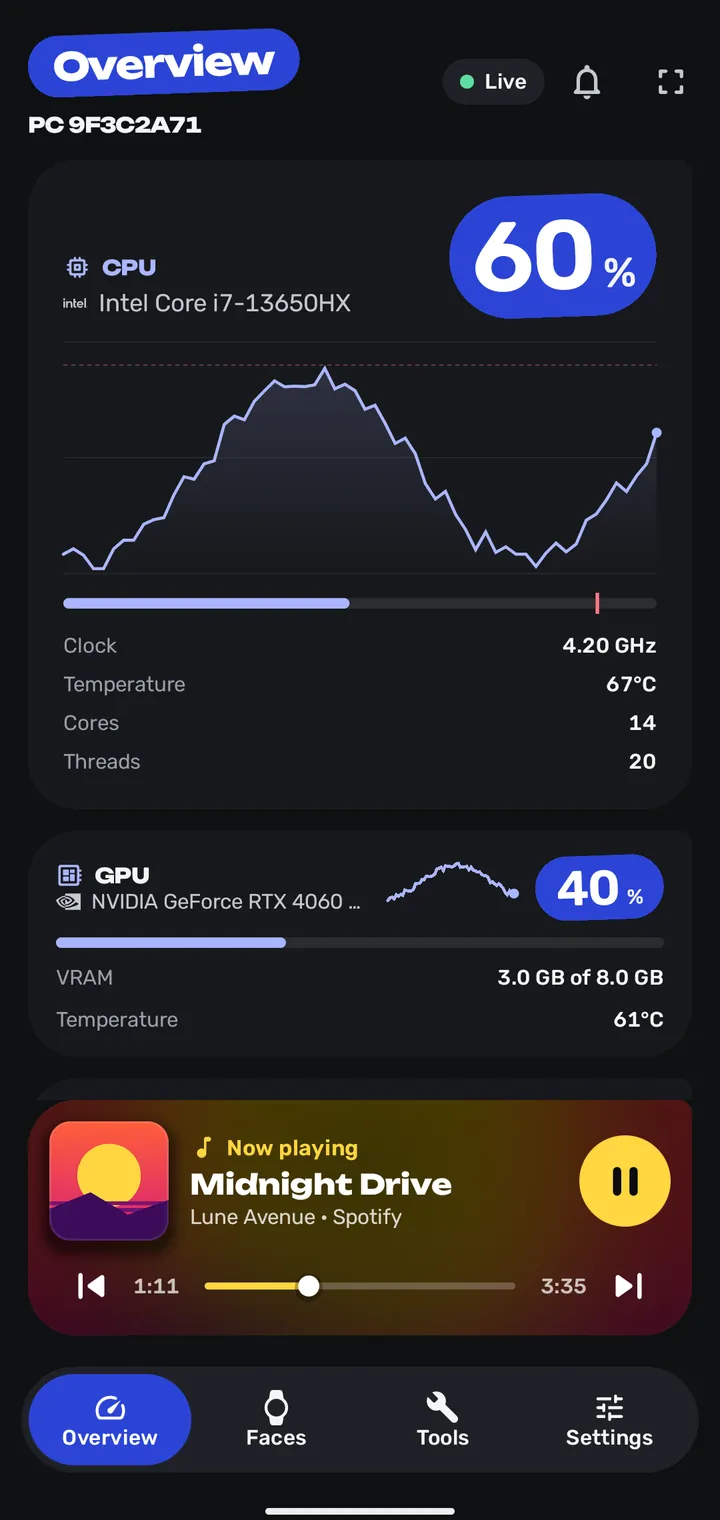 Overview
Live
PC 9F3C2A71
60 %
CPU
intel Intel Core i7-13650HX
Clock 4.20 GHz
Temperature 67°C
Cores 14
Threads 20
GPU
NVIDIA GeForce RTX 4060 ...
40 %
VRAM 3.0 GB of 8.0 GB
Temperature 61°C
Now playing
Midnight Drive
Lune Avenue • Spotify
1:11 3:35
Overview Faces Tools Settings